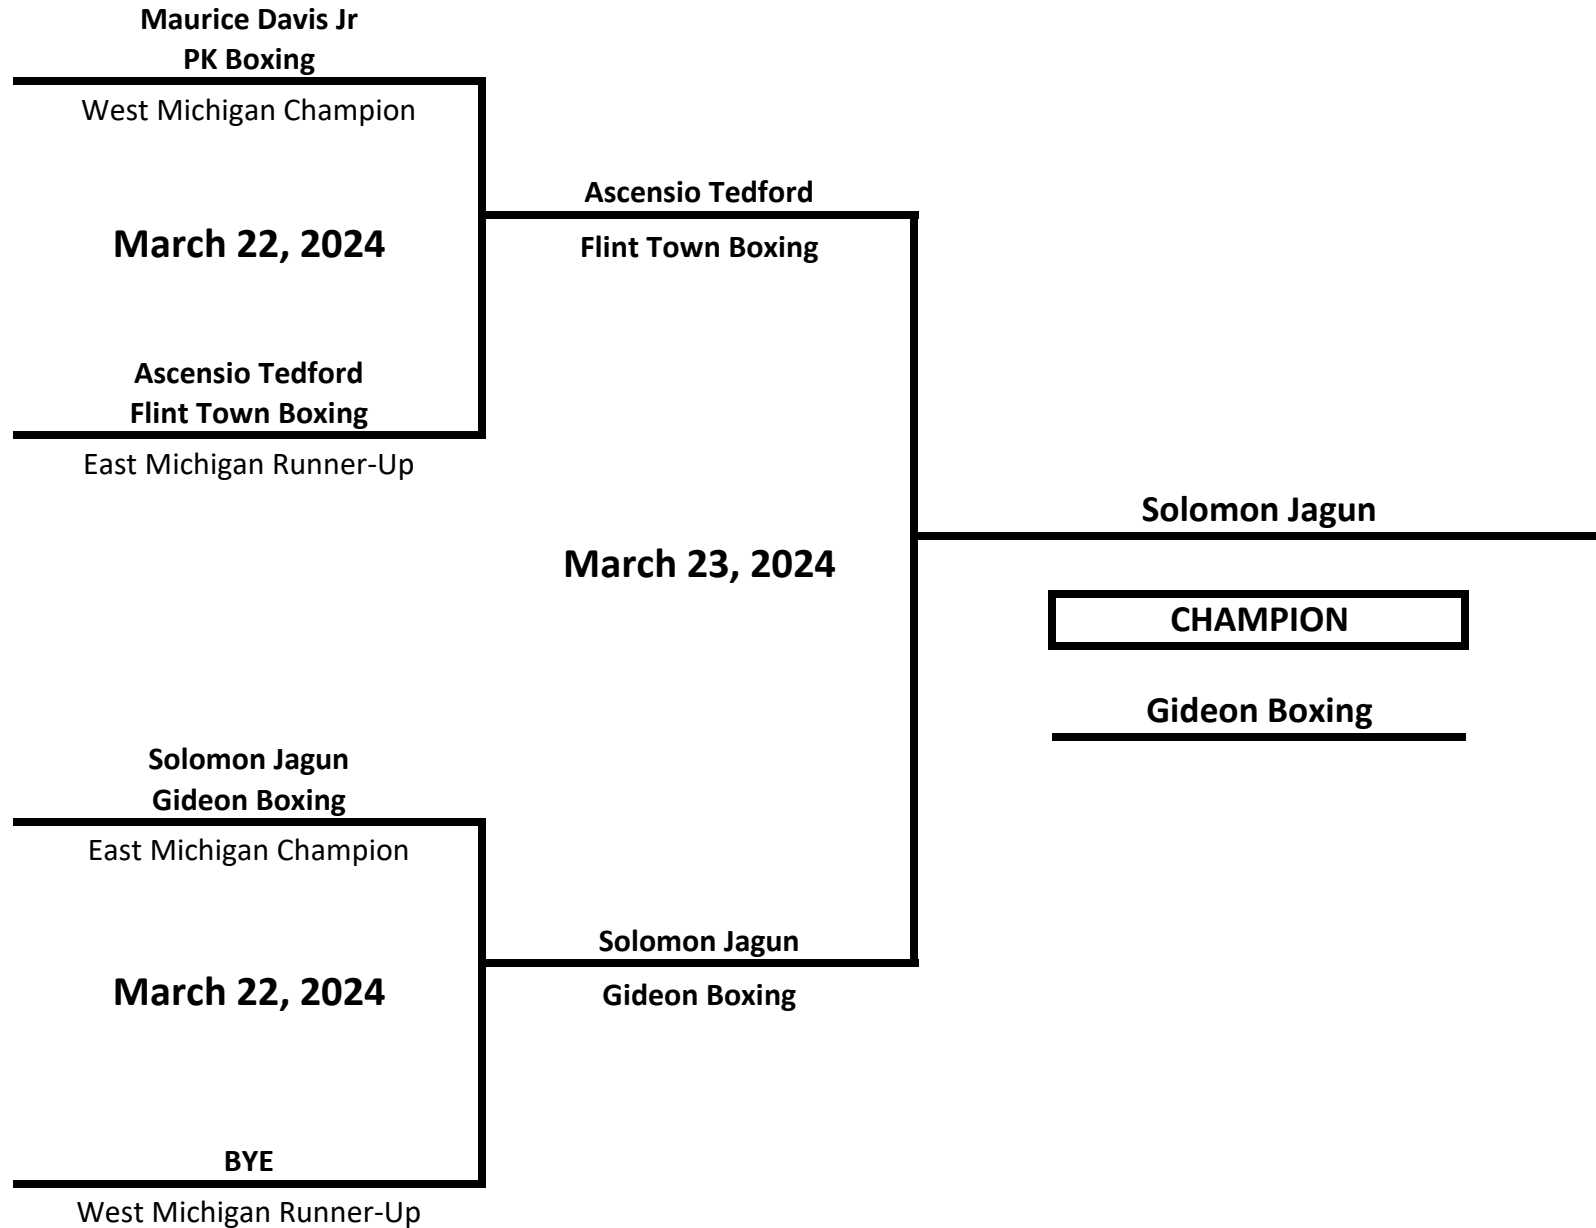 Maurice Davis Jr
PK Boxing
West Michigan Champion
March 22, 2024
Ascensio Tedford
Flint Town Boxing
East Michigan Runner-Up
Ascensio Tedford
Flint Town Boxing
March 23, 2024
Solomon Jagun
CHAMPION
Gideon Boxing
Solomon Jagun
Gideon Boxing
East Michigan Champion
March 22, 2024
BYE
West Michigan Runner-Up
Solomon Jagun
Gideon Boxing